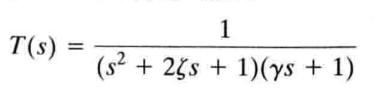 T(s) = 1 / (s² + 2ζs + 1)(γs + 1)